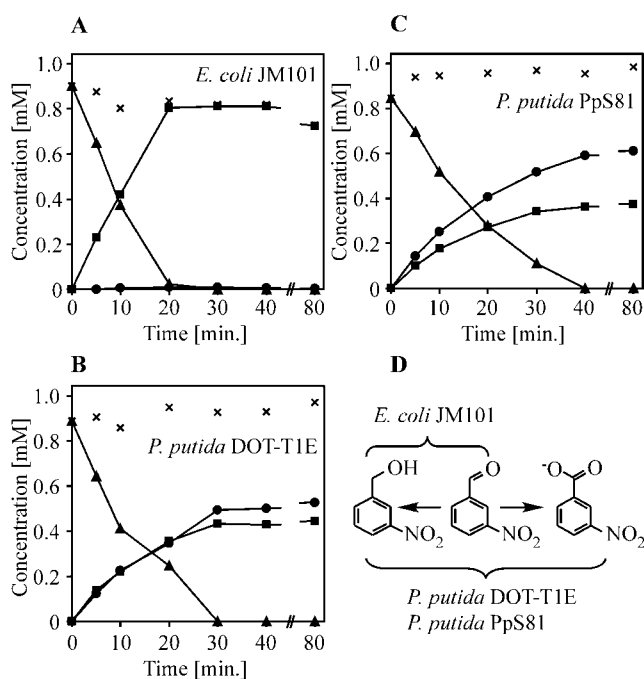 A
E. coli JM101
Concentration [mM]
1.0
0.8
0.6
0.4
0.2
0
0 10 20 30 40 80
Time [min.]
B
P. putida DOT-T1E
Concentration [mM]
1.0
0.8
0.6
0.4
0.2
0
0 10 20 30 40 80
Time [min.]
C
P. putida PpS81
Concentration [mM]
1.0
0.8
0.6
0.4
0.2
0
0 10 20 30 40 80
Time [min.]
D
E. coli JM101
OH
O
-O O
NO2 NO2 NO2
P. putida DOT-T1E
P. putida PpS81